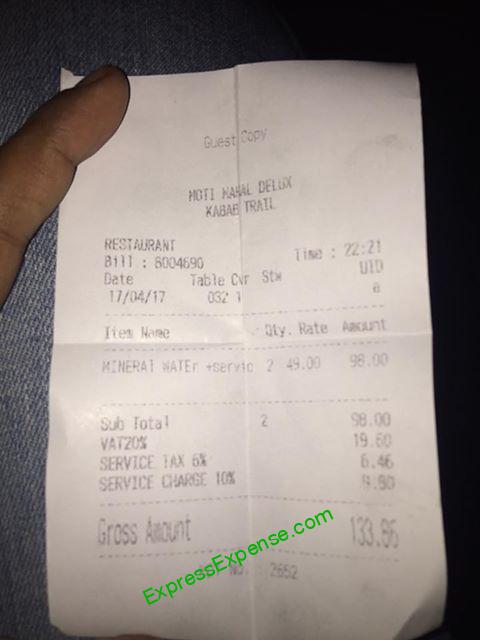 Guest Copy
MOTI MAHAL DELUX
KABAB TRAIL
RESTAURANT
Bill : 8004690 Time : 22:21
Date Table Cvr Stw UID
17/04/17 032 1 a
Item Name Qty. Rate Amount
MINERAl WATEr +servic 2 49.00 98.00
Sub Total 2 98.00
VAT20% 19.60
SERVICE TAX 6% 6.46
SERVICE CHARGE 10% 9.80
Gross Amount 133.86
No. : 2652
ExpressExpense.com